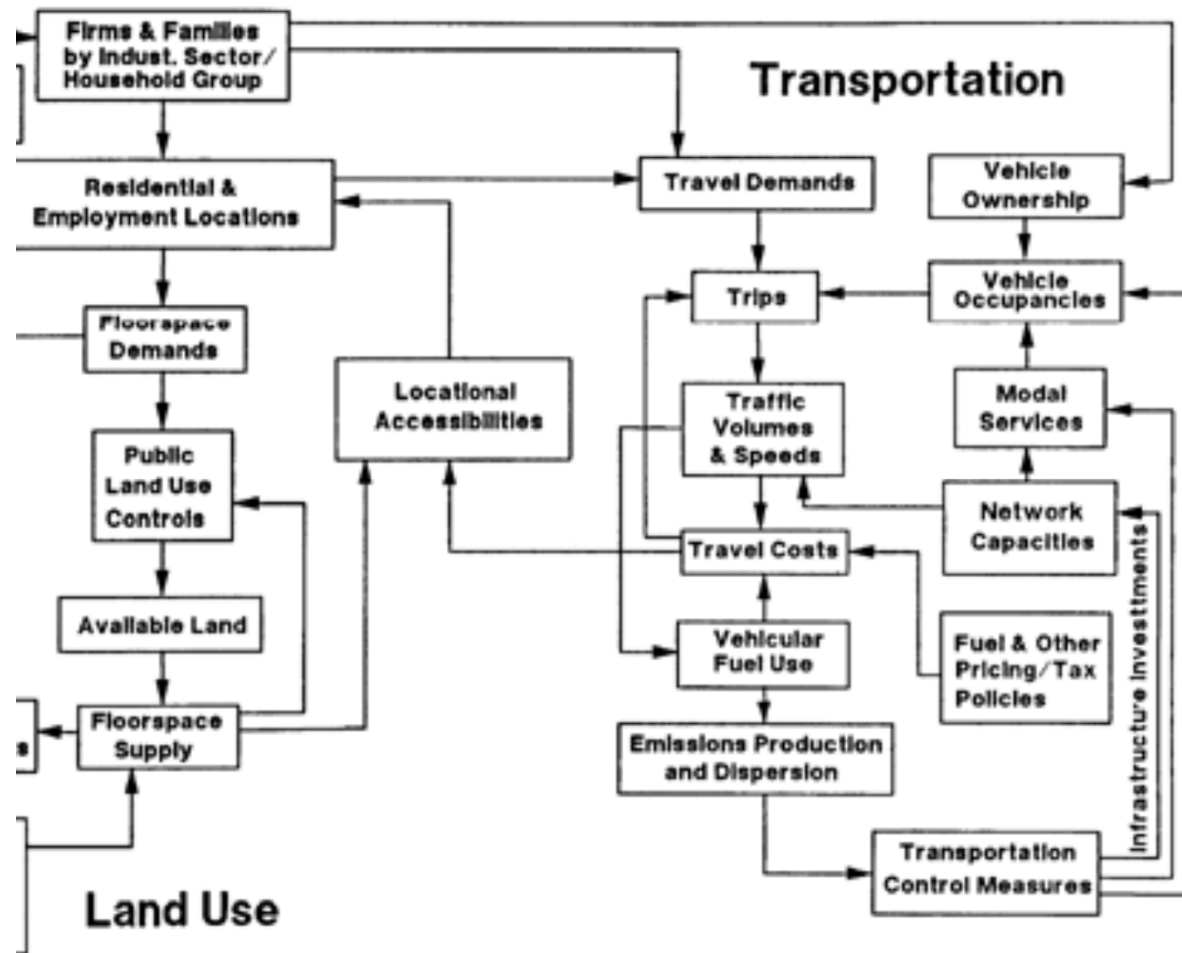 Firms & Families
by Indust. Sector/
Household Group
Transportation
Residential &
Employment Locations
Travel Demands
Vehicle
Ownership
Trips
Vehicle
Occupancies
Floorspace
Demands
Locational
Accessibilities
Traffic
Volumes
& Speeds
Modal
Services
Public
Land Use
Controls
Network
Capacities
Travel Costs
Infrastructure Investtments
Available Land
Vehicular
Fuel Use
Fuel & Other
Pricing/Tax
Policies
s
Floorspace
Supply
Emissions Production
and Dispersion
Transportation
Control Measures
Land Use